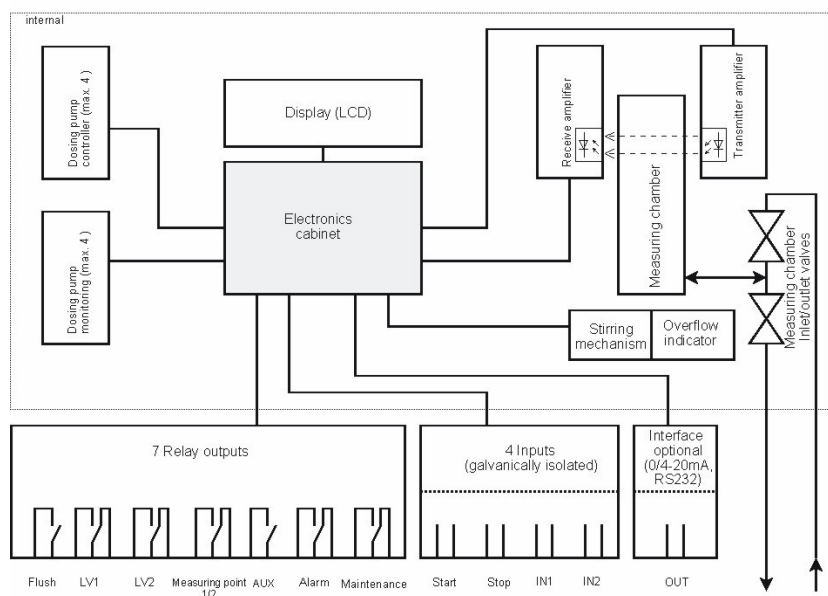 internal
Dosing pump
controller (max. 4 )
Display (LCD)
Receive amplifier
Transmitter amplifier
Measuring chamber
Electronics
cabinet
Dosing pump
monitoring (max. 4 )
Measuring chamber
Inlet/outlet valves
Stirring
mechanism
Overflow
indicator
7 Relay outputs
4 Inputs
(galvanically isolated)
Interface
optional
(0/4-20mA,
RS232)
Flush
LV1
LV2
Measuring point
1/2
AUX
Alarm
Maintenance
Start
Stop
IN1
IN2
OUT